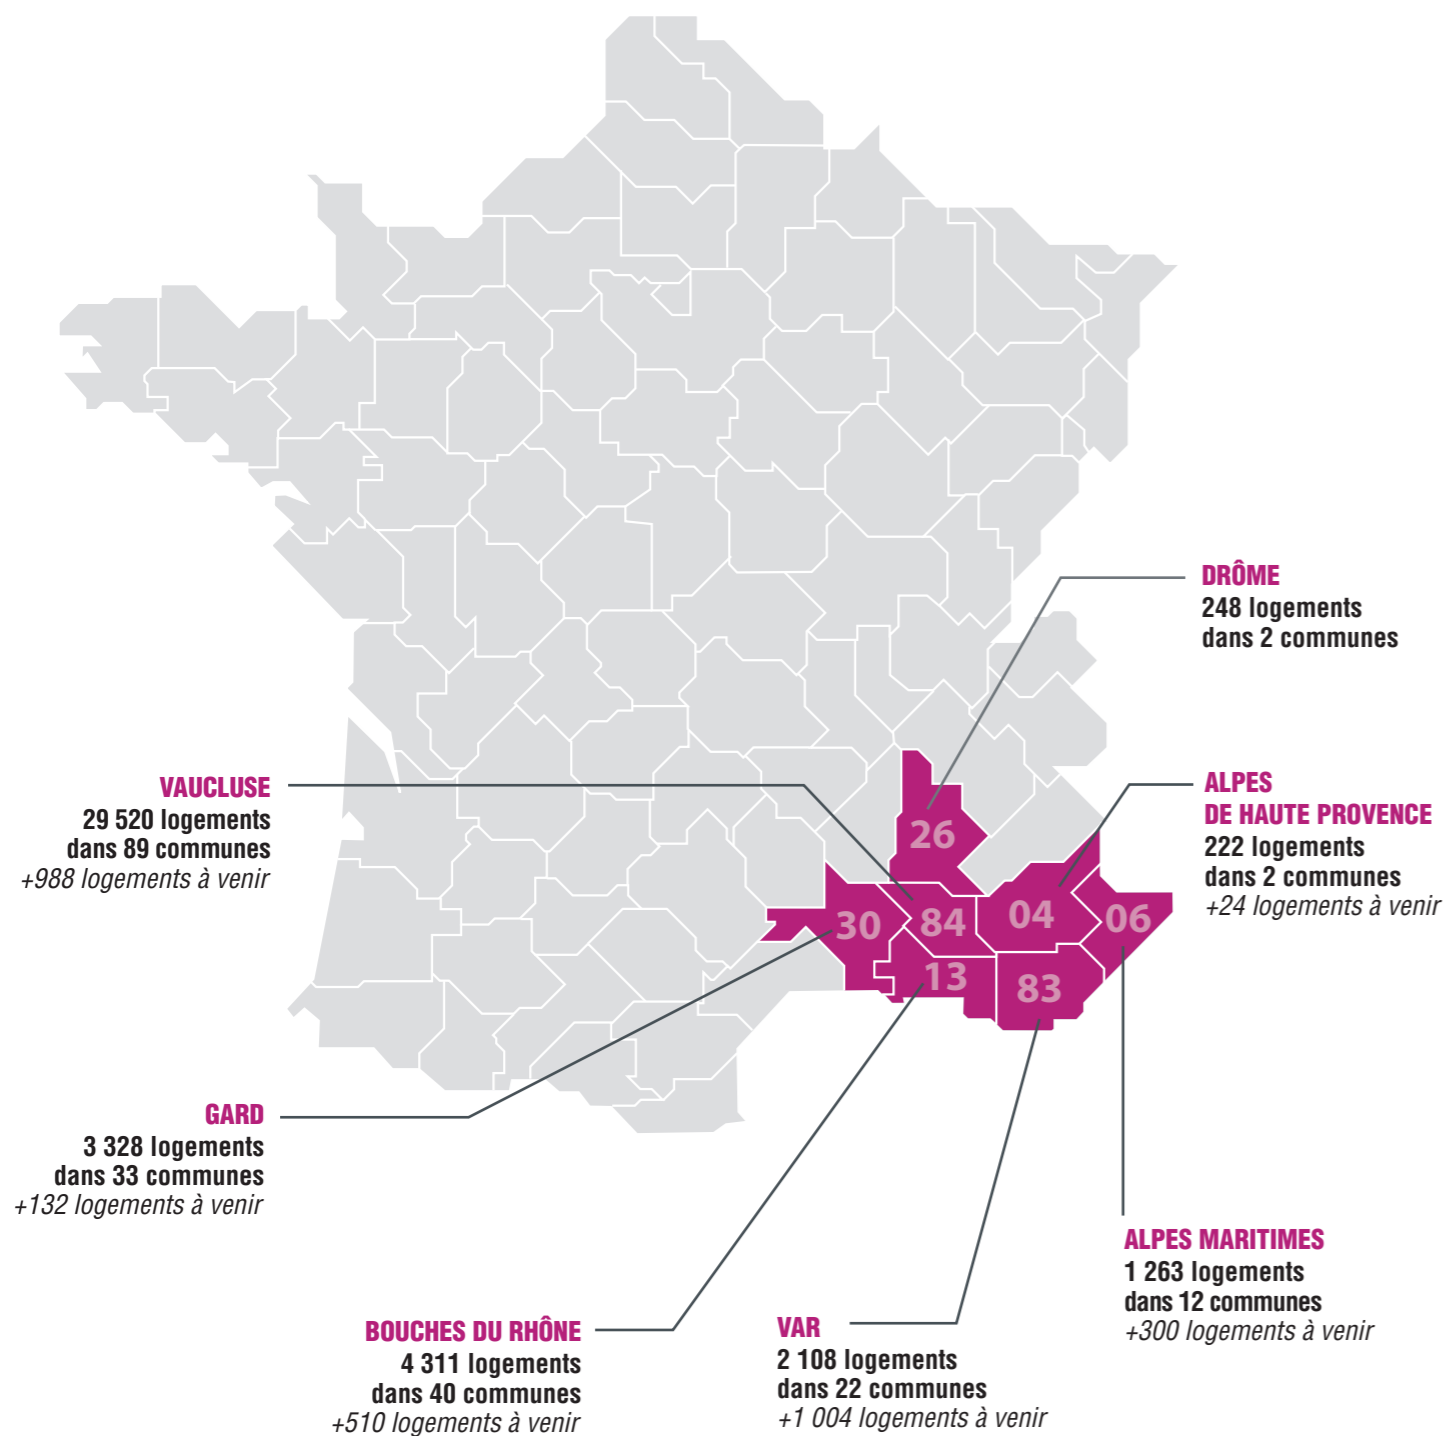 DRÔME
248 logements
dans 2 communes
VAUCLUSE
29 520 logements
dans 89 communes
+988 logements à venir
ALPES
DE HAUTE PROVENCE
222 logements
dans 2 communes
+24 logements à venir
26
30
84
04
06
13
83
GARD
3 328 logements
dans 33 communes
+132 logements à venir
ALPES MARITIMES
1 263 logements
dans 12 communes
+300 logements à venir
BOUCHES DU RHÔNE
4 311 logements
dans 40 communes
+510 logements à venir
VAR
2 108 logements
dans 22 communes
+1 004 logements à venir